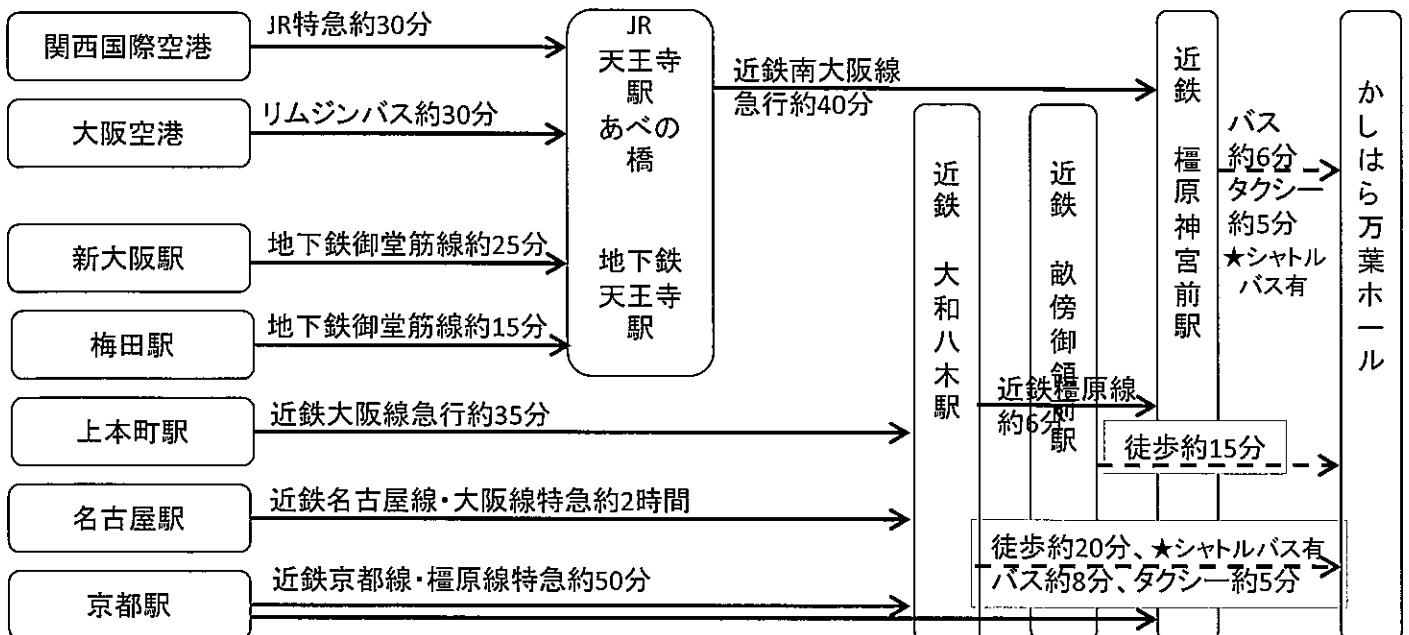 関西国際空港
JR特急約30分
大阪空港
リムジンバス約30分
新大阪駅
地下鉄御堂筋線約25分
梅田駅
地下鉄御堂筋線約15分
上本町駅
近鉄大阪線急行約35分
名古屋駅
近鉄名古屋線・大阪線特急約2時間
京都駅
近鉄京都線・橿原線特急約50分
JR
天王寺
駅
あべの
橋
地下鉄
天王寺
駅
近鉄南大阪線
急行約40分
近鉄 大和八木駅
近鉄 畝傍御領前駅
近鉄橿原線
約6分
近鉄 橿原神宮前駅
バス
約6分
タクシー
約5分
★シャトル
バス有
徒歩約15分
徒歩約20分、★シャトルバス有
バス約8分、タクシー約5分
かしはら万葉ホール